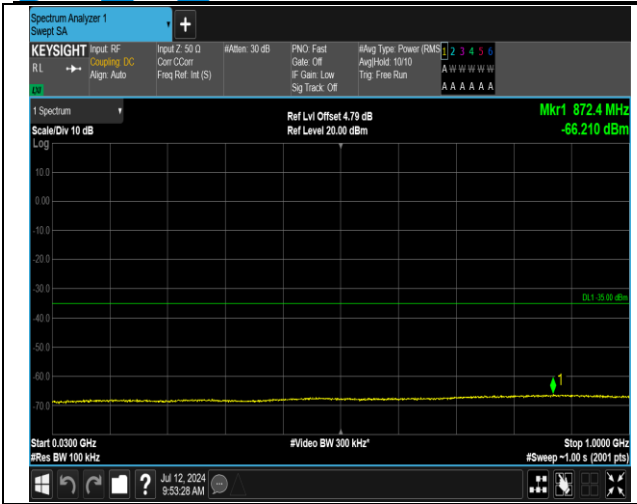 Spectrum Analyzer 1
Swept SA
+
KEYSIGHT
RL
LXI
Input: RF
Coupling: DC
Align: Auto
Input Z: 50 Ω
Corr CCorr
Freq Ref: Int (S)
#Atten: 30 dB
PNO: Fast
Gate: Off
IF Gain: Low
Sig Track: Off
#Avg Type: Power (RMS
Avg|Hold: 10/10
Trig: Free Run
1 2 3 4 5 6
A W W W W W
A A A A A A
1 Spectrum
Scale/Div 10 dB
Log
Ref Lvl Offset 4.79 dB
Ref Level 20.00 dBm
Mkr1 872.4 MHz
-66.210 dBm
10.0
0.00
-10.0
-20.0
-30.0
DL1 -35.00 dBm
-40.0
-50.0
-60.0
1
-70.0
Start 0.0300 GHz
#Res BW 100 kHz
#Video BW 300 kHz*
Stop 1.0000 GHz
#Sweep ~1.00 s (2001 pts)
?
Jul 12, 2024
9:53:28 AM